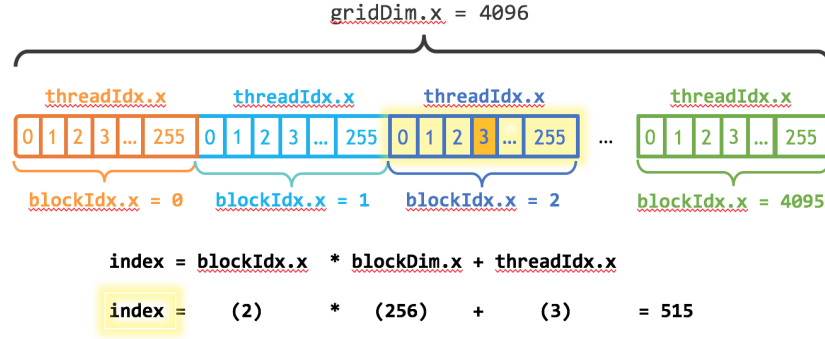 gridDim.x = 4096
threadIdx.x threadIdx.x threadIdx.x threadIdx.x
0 1 2 3 ... 255 0 1 2 3 ... 255 0 1 2 3 ... 255 ... 0 1 2 3 ... 255
blockIdx.x = 0 blockIdx.x = 1 blockIdx.x = 2 blockIdx.x = 4095
index = blockIdx.x * blockDim.x + threadIdx.x
index = (2) * (256) + (3) = 515